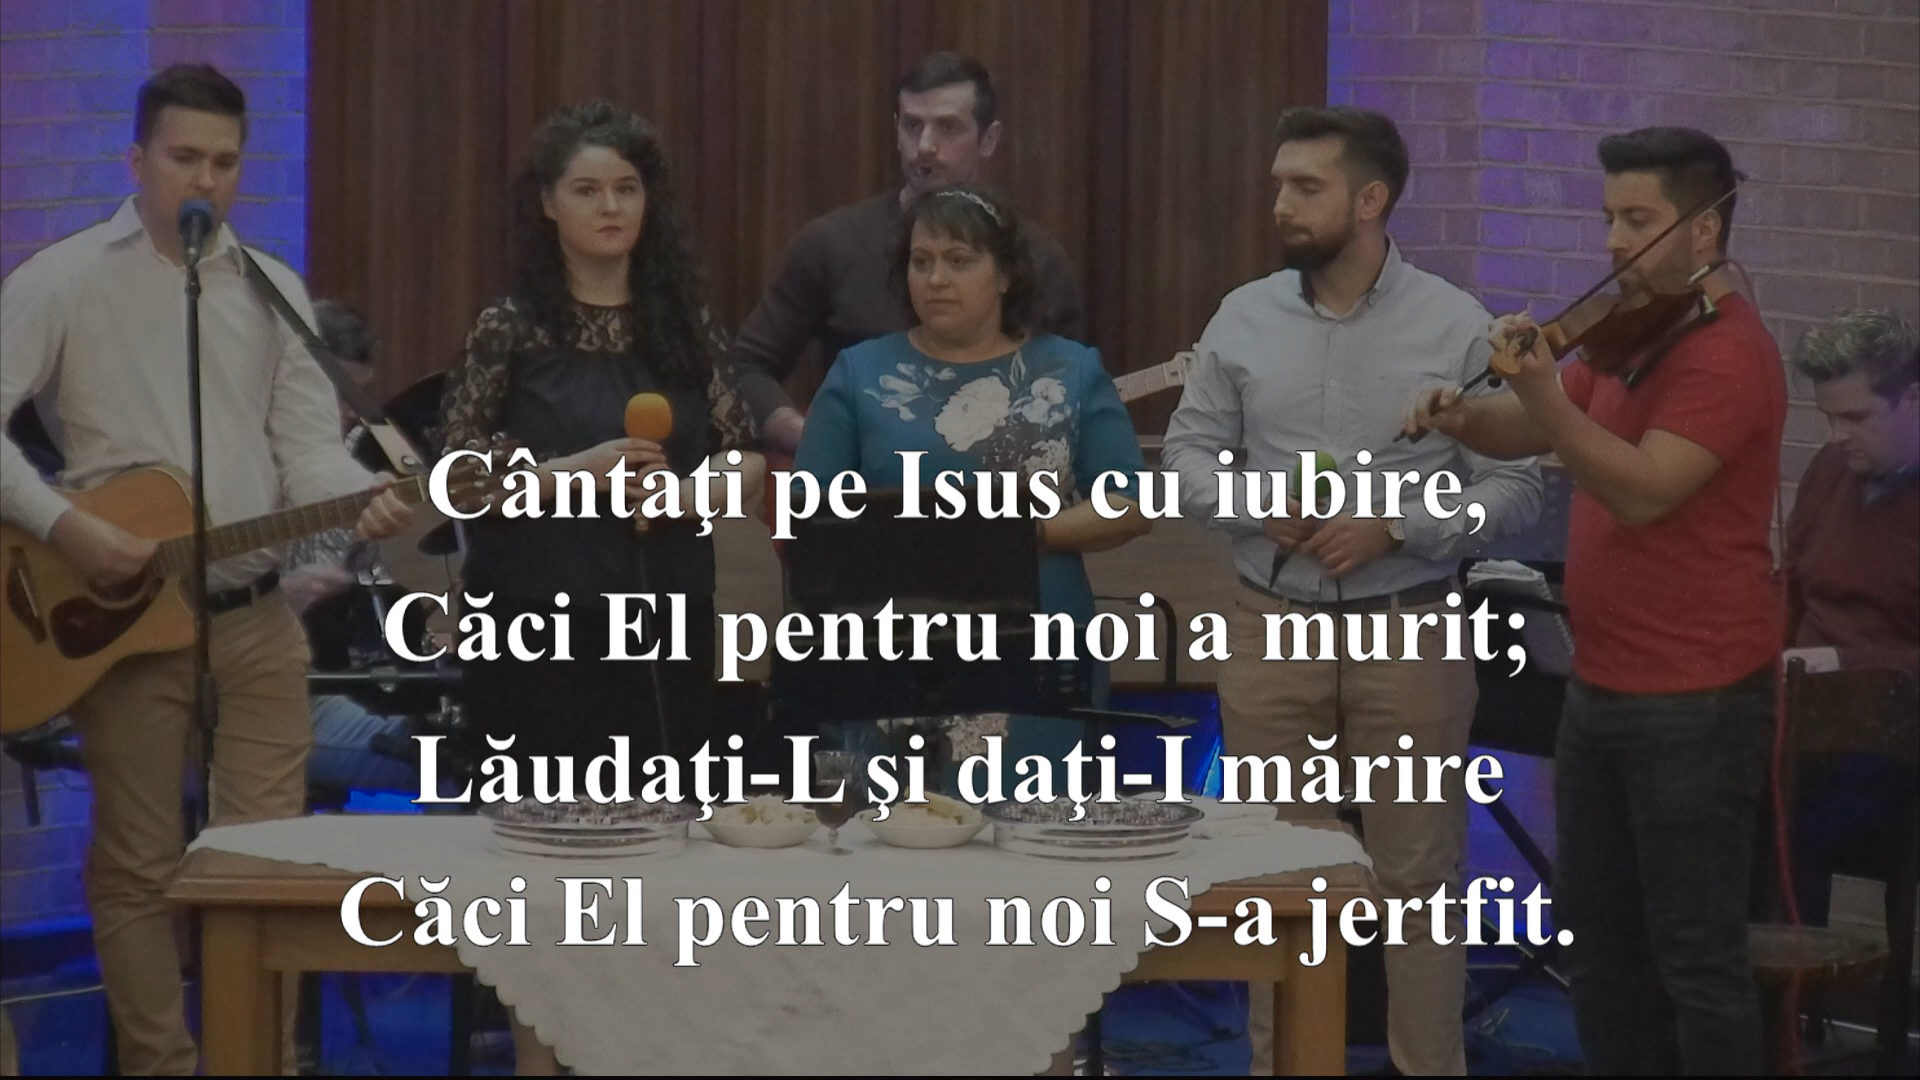 Cântaţi pe Isus cu iubire,
Căci El pentru noi a murit;
Lăudaţi-L şi daţi-I mărire
Căci El pentru noi S-a jertfit.